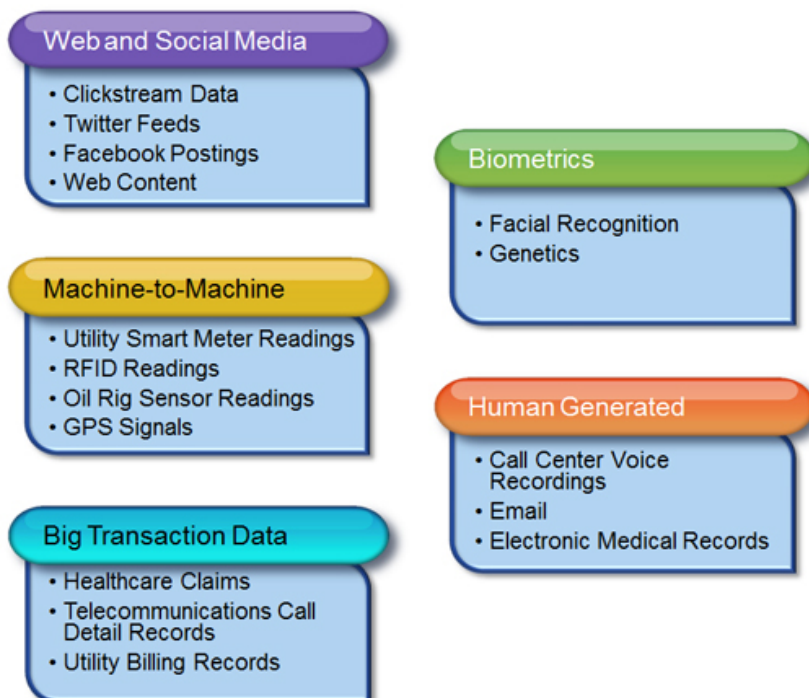 Web and Social Media
• Clickstream Data
• Twitter Feeds
• Facebook Postings
• Web Content
Machine-to-Machine
• Utility Smart Meter Readings
• RFID Readings
• Oil Rig Sensor Readings
• GPS Signals
Big Transaction Data
• Healthcare Claims
• Telecommunications Call
Detail Records
• Utility Billing Records
Biometrics
• Facial Recognition
• Genetics
Human Generated
• Call Center Voice
Recordings
• Email
• Electronic Medical Records